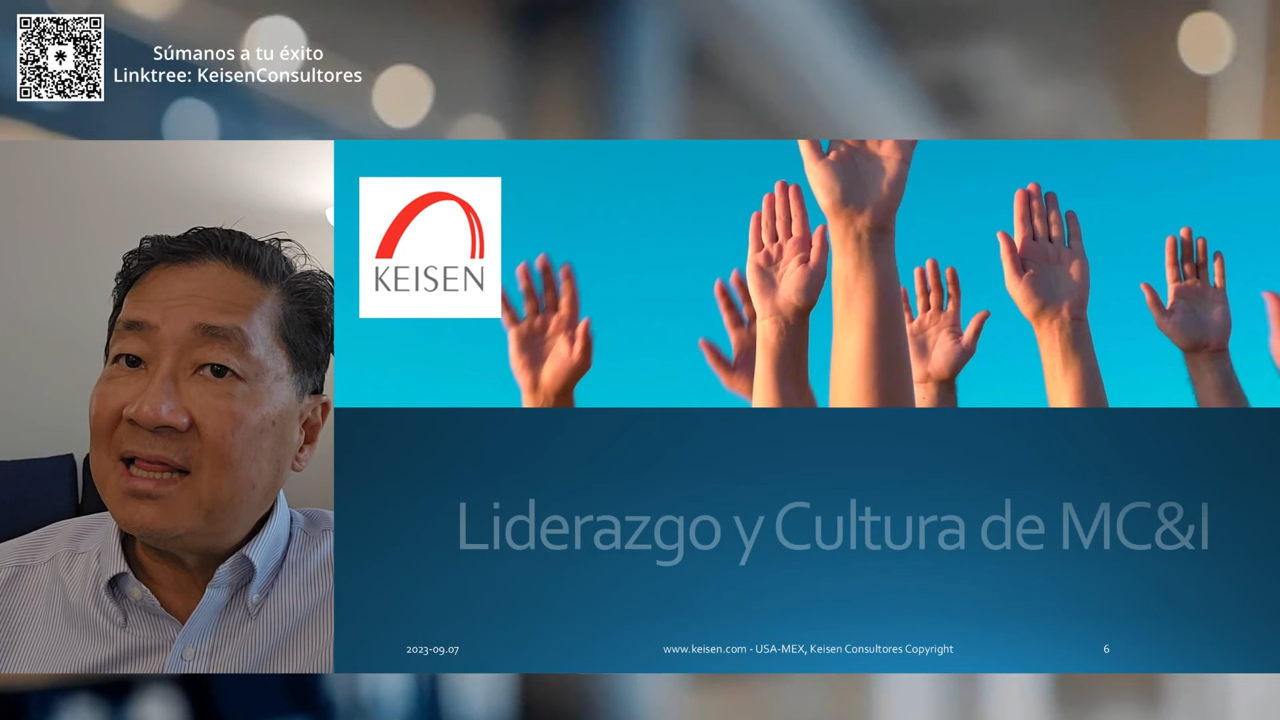 Súmanos a tu éxito
Linktree: KeisenConsultores
KEISEN
Liderazgo y Cultura de MC&I
2023-09.07
www.keisen.com - USA-MEX, Keisen Consultores Copyright
6